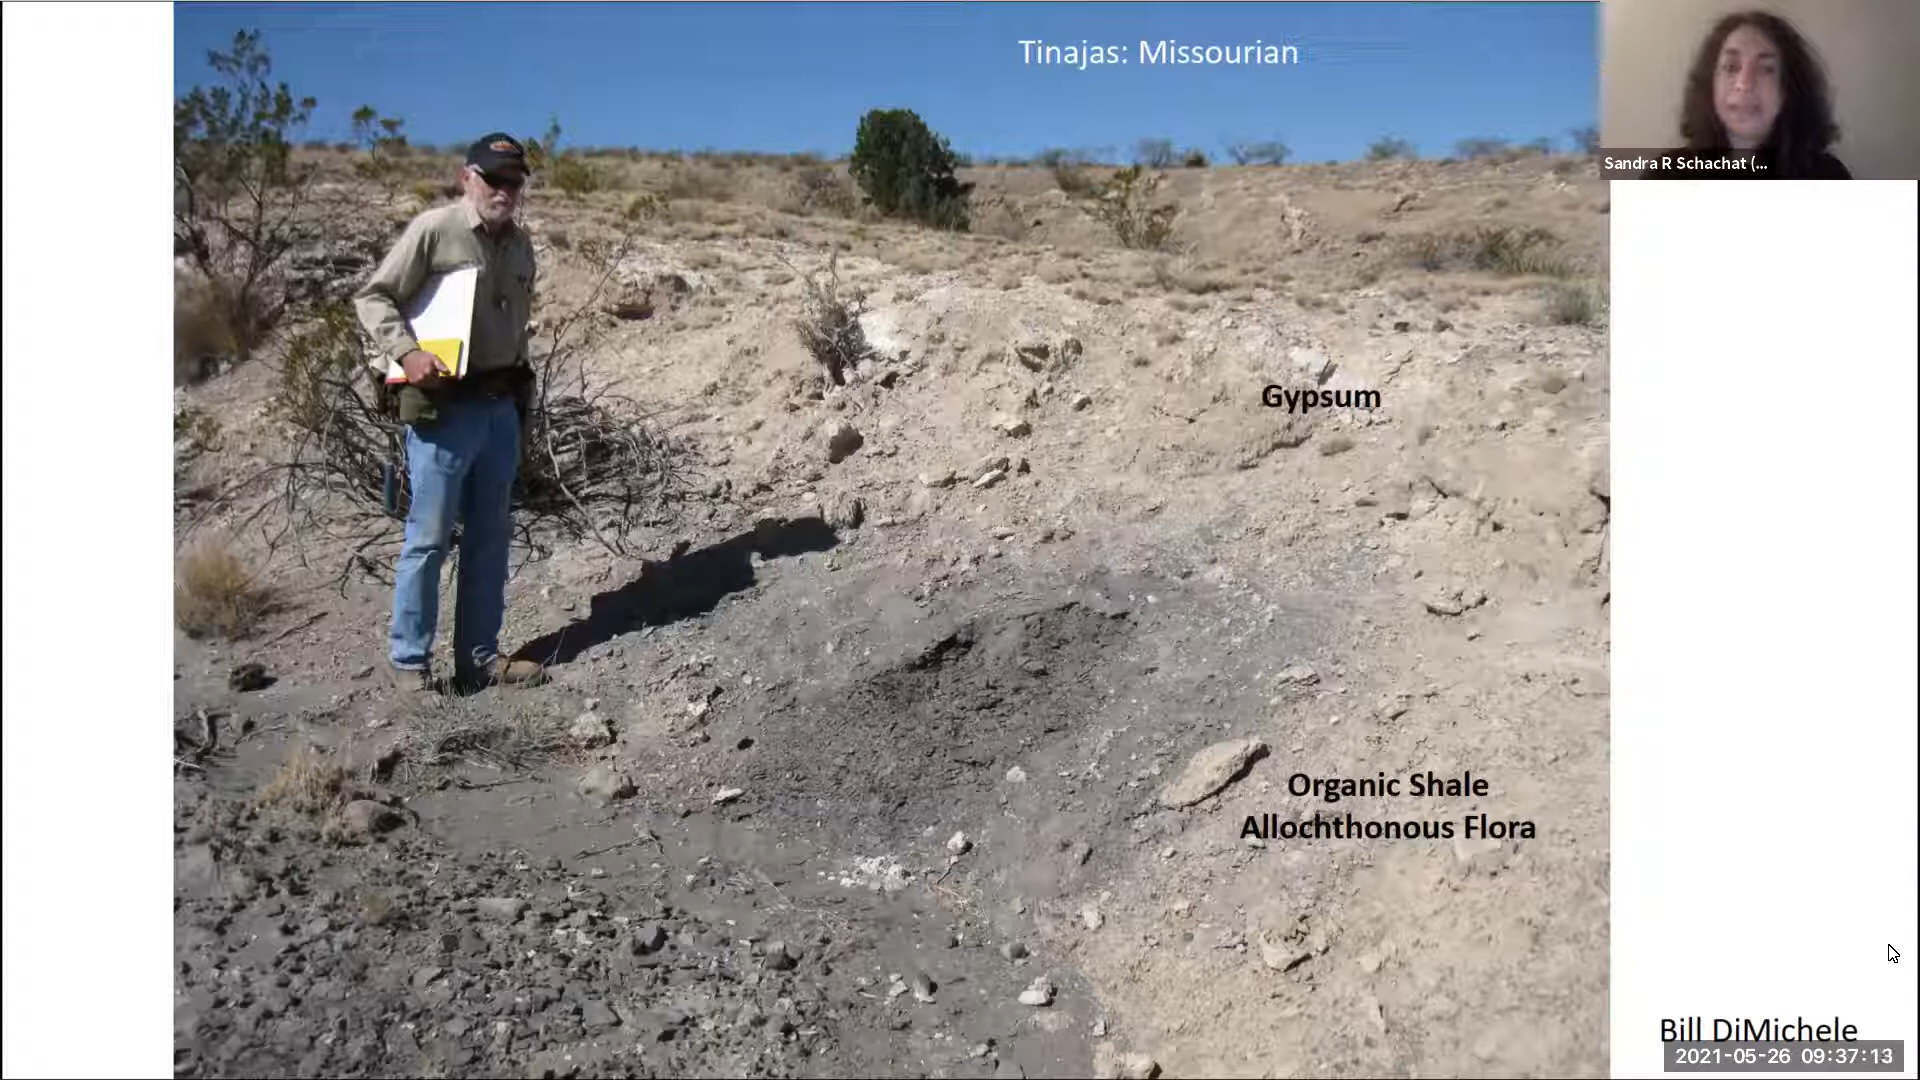 Tinajas: Missourian
Sandra R Schachat (...
Gypsum
Organic Shale
Allochthonous Flora
Bill DiMichele
2021-05-26 09:37:13